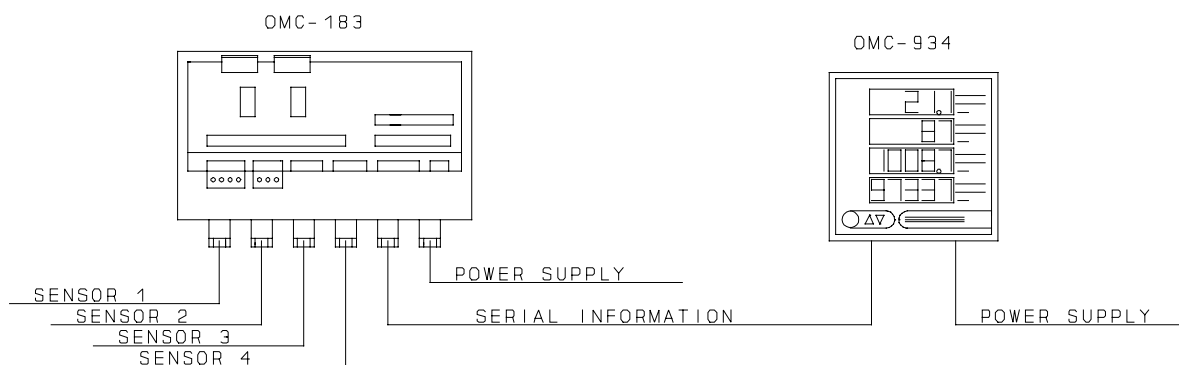 OMC-183
OMC-934
POWER SUPPLY
SENSOR 1
SENSOR 2
SERIAL INFORMATION
POWER SUPPLY
SENSOR 3
SENSOR 4